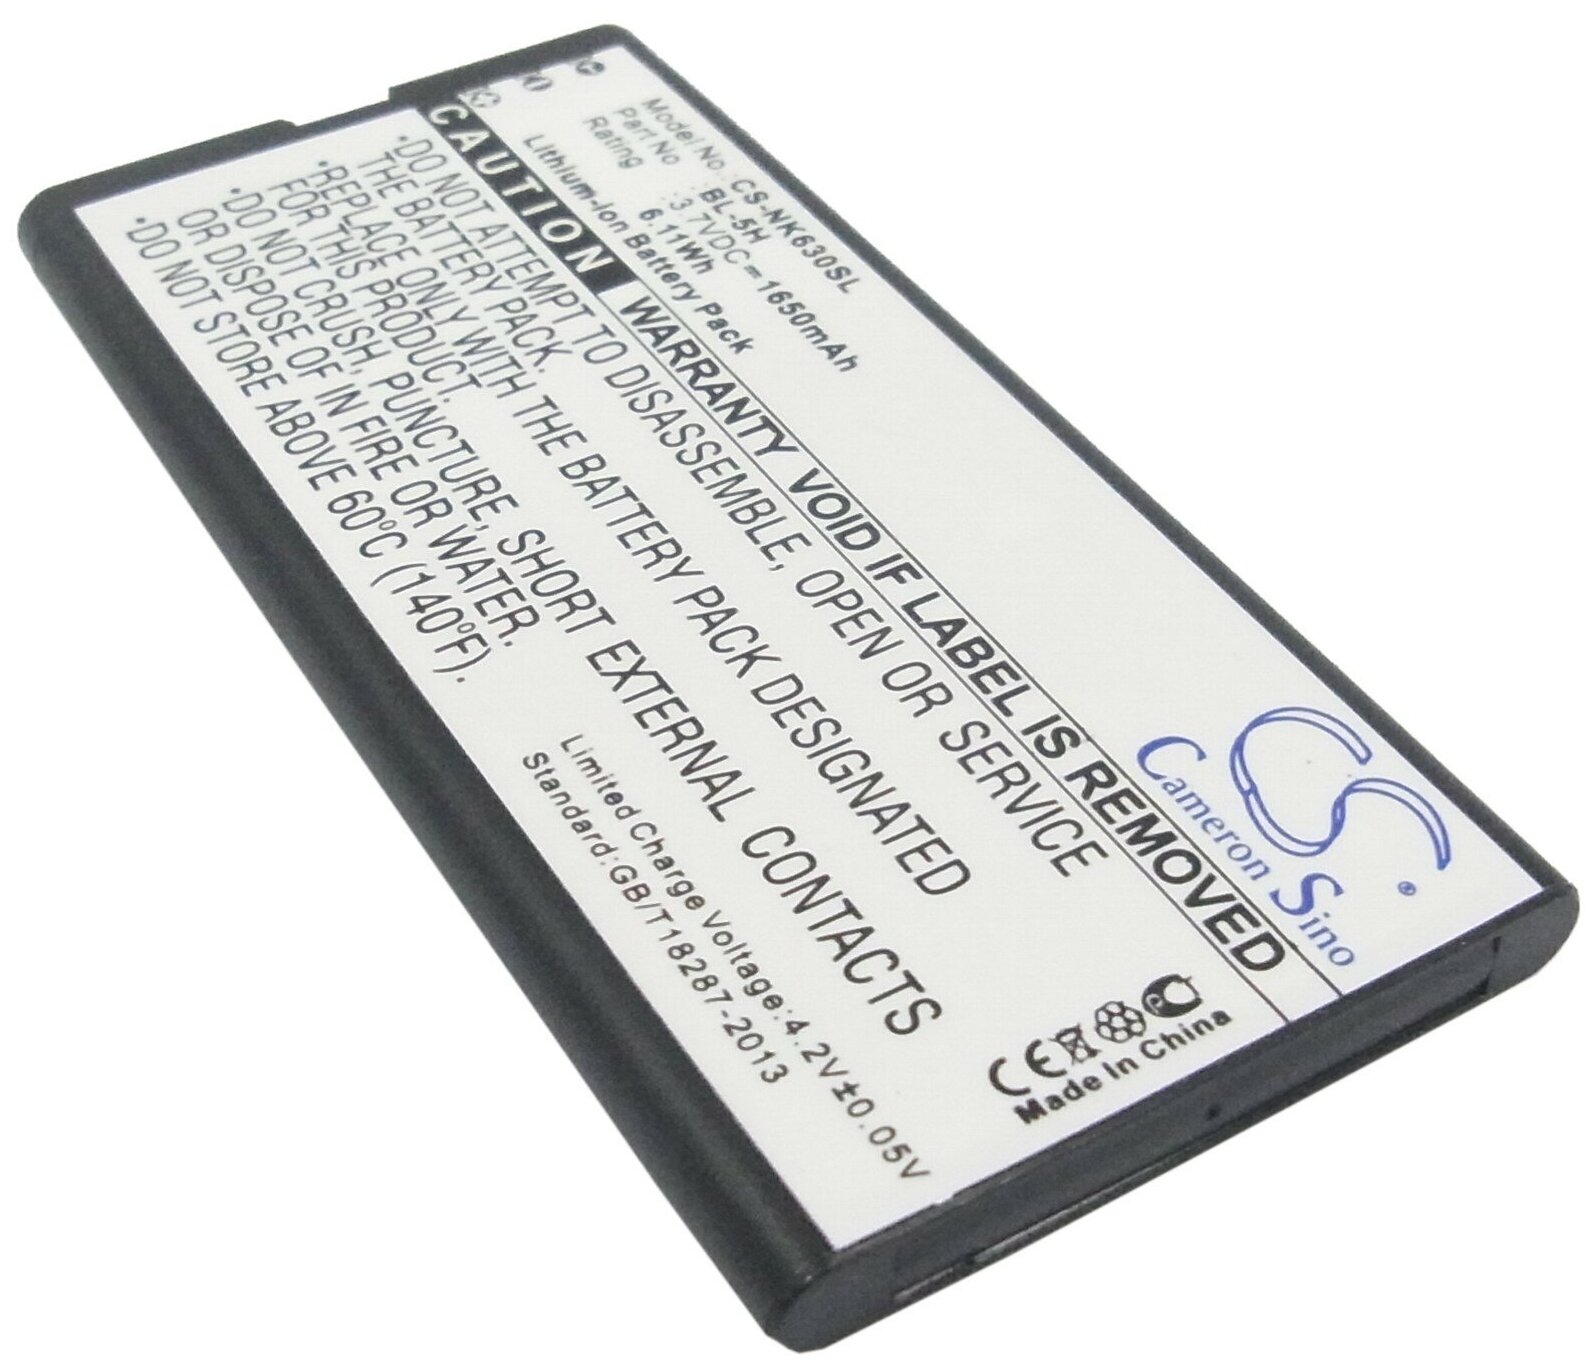 Model No.: CS-NK630SL
Part No : BL-5H
Rating : 3.7VDC = 1650mAh
6.11Wh
Lithium-Ion Battery Pack
CAUTION WARRANTY VOID IF LABEL IS REMOVED
•DO NOT ATTEMPT TO DISASSEMBLE, OPEN OR SERVICE
THE BATTERY PACK.
•REPLACE ONLY WITH THE BATTERY PACK DESIGNATED
FOR THIS PRODUCT.
•DO NOT CRUSH, PUNCTURE, SHORT EXTERNAL CONTACTS
OR DISPOSE OF IN FIRE OR WATER.
•DO NOT STORE ABOVE 60°C (140°F).
Limited Charge Voltage:4.2V±0.05V
Standard:GB/T18287-2013
CS®
Cameron Sino
CE
Made In China